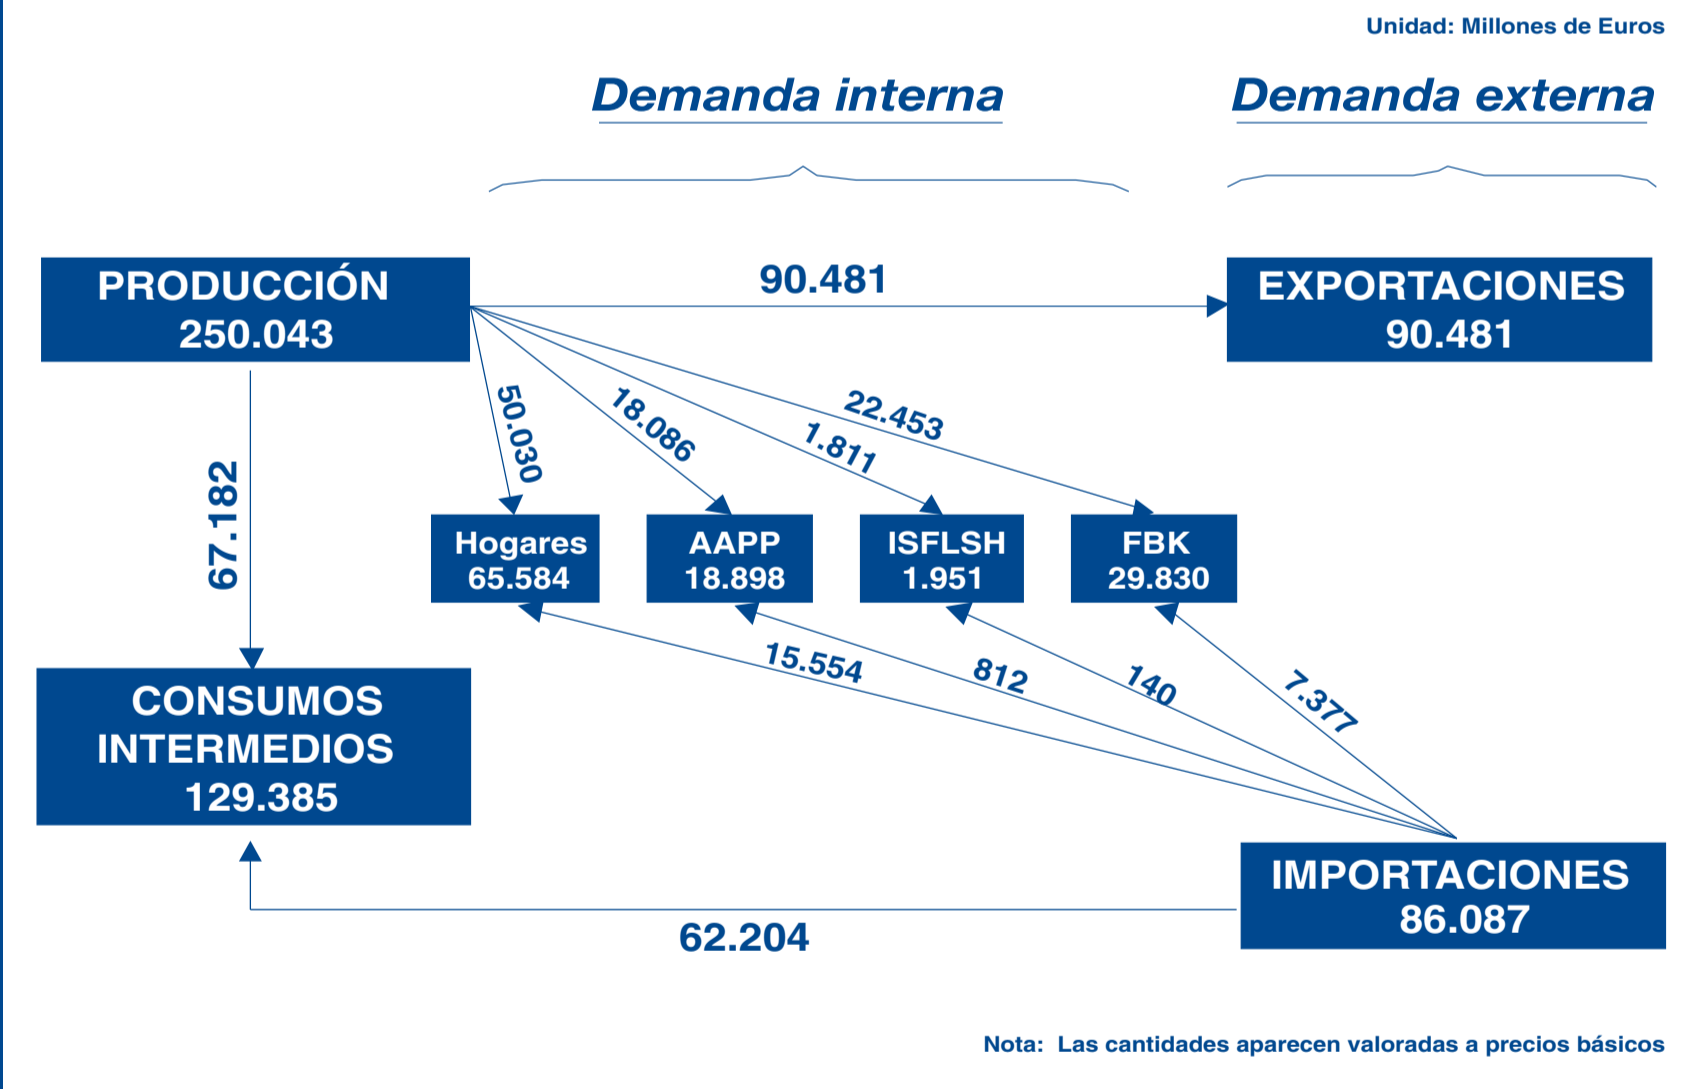 Unidad: Millones de Euros
Demanda interna
Demanda externa
PRODUCCIÓN
250.043
90.481
EXPORTACIONES
90.481
50.030
18.086
1.811
22.453
67.182
Hogares
65.584
AAPP
18.898
ISFLSH
1.951
FBK
29.830
15.554
812
140
7.377
CONSUMOS
INTERMEDIOS
129.385
IMPORTACIONES
86.087
62.204
Nota: Las cantidades aparecen valoradas a precios básicos